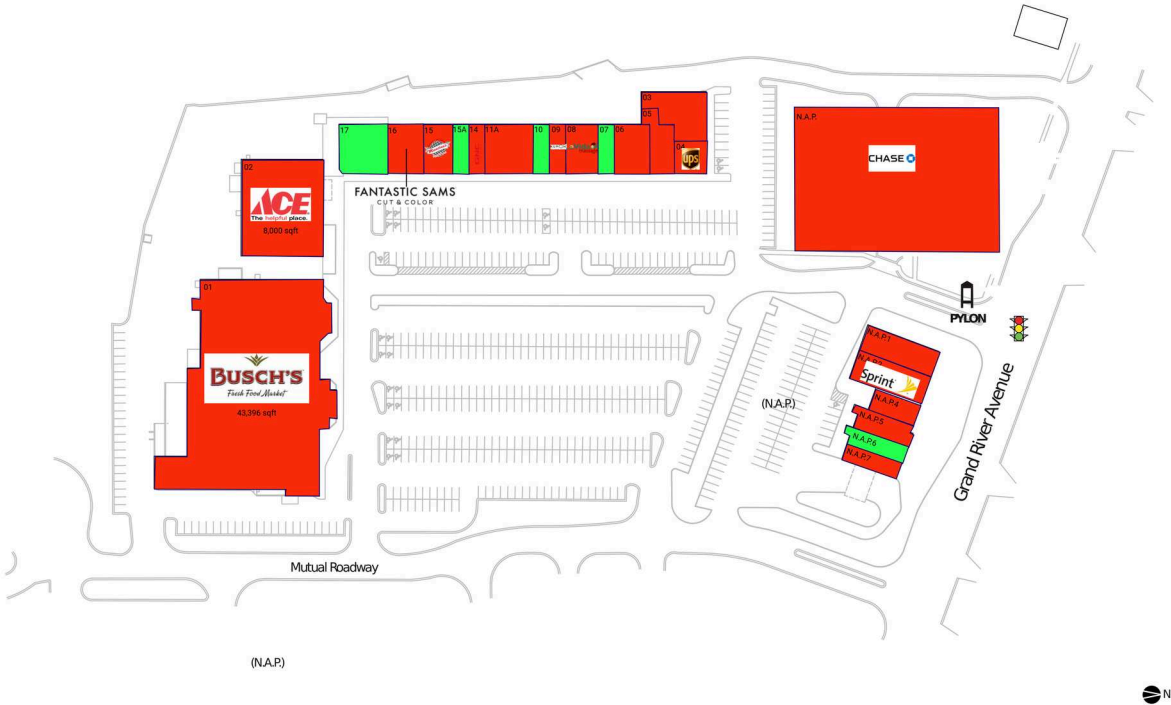 N.A.P.
CHASE
03
05
04
ups
17
16
15
15A
14
11A
10
09
08
07
06
FANTASTIC SAMS
CUT & COLOR
02
ACE
The helpful place.
8,000 sqft
01
BUSCH'S
Fresh Food Market
43,396 sqft
PYLON
N.A.P.1
Sprint
N.A.P.4
N.A.P.5
N.A.P.6
N.A.P.7
(N.A.P.)
Grand River Avenue
Mutual Roadway
(N.A.P.)
N